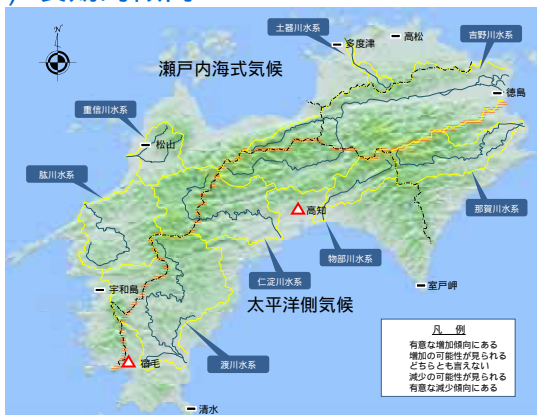 N
土器川水系
吉野川水系
高松
多度津
瀬戸内海式気候
徳島
重信川水系
松山
肱川水系
那賀川水系
高知
物部川水系
仁淀川水系
室戸岬
宇和島
太平洋側気候
渡川水系
宿毛
清水
凡 例
有意な増加傾向にある
増加の可能性が見られる
どちらとも言えない
減少の可能性が見られる
有意な減少傾向にある